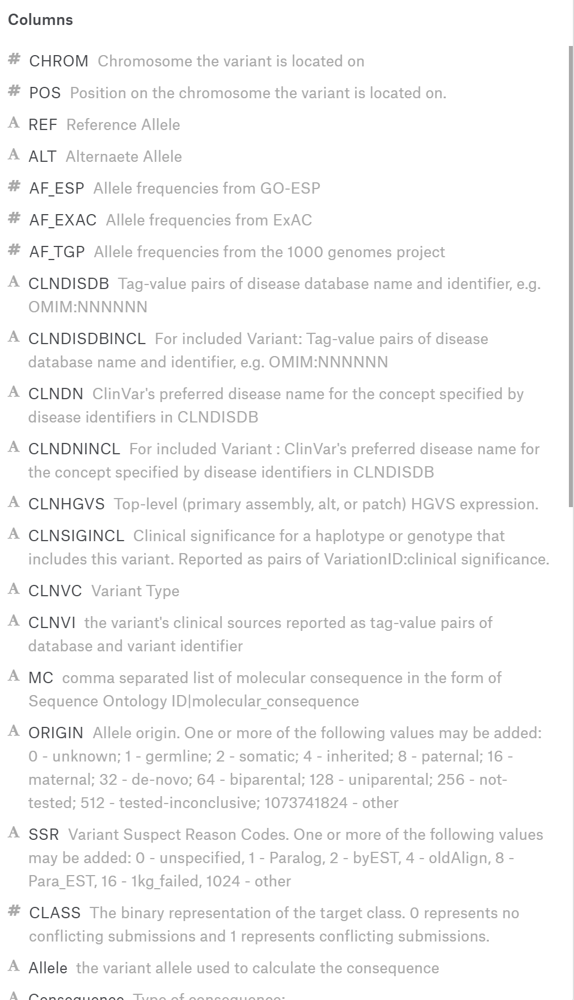 Columns
# CHROM Chromosome the variant is located on
# POS Position on the chromosome the variant is located on.
A REF Reference Allele
A ALT Alternaete Allele
# AF_ESP Allele frequencies from GO-ESP
# AF_EXAC Allele frequencies from ExAC
# AF_TGP Allele frequencies from the 1000 genomes project
A CLNDISDB Tag-value pairs of disease database name and identifier, e.g.
OMIM:NNNNNN
A CLNDISDBINCL For included Variant: Tag-value pairs of disease
database name and identifier, e.g. OMIM:NNNNNN
A CLNDN ClinVar's preferred disease name for the concept specified by
disease identifiers in CLNDISDB
A CLNDNINCL For included Variant : ClinVar's preferred disease name for
the concept specified by disease identifiers in CLNDISDB
A CLNHGVS Top-level (primary assembly, alt, or patch) HGVS expression.
A CLNSIGINCL Clinical significance for a haplotype or genotype that
includes this variant. Reported as pairs of VariationID:clinical significance.
A CLNVC Variant Type
A CLNVI the variant's clinical sources reported as tag-value pairs of
database and variant identifier
A MC comma separated list of molecular consequence in the form of
Sequence Ontology ID|molecular_consequence
A ORIGIN Allele origin. One or more of the following values may be added:
0 - unknown; 1 - germline; 2 - somatic; 4 - inherited; 8 - paternal; 16 -
maternal; 32 - de-novo; 64 - biparental; 128 - uniparental; 256 - not-
tested; 512 - tested-inconclusive; 1073741824 - other
A SSR Variant Suspect Reason Codes. One or more of the following values
may be added: 0 - unspecified, 1 - Paralog, 2 - byEST, 4 - oldAlign, 8 -
Para_EST, 16 - 1kg_failed, 1024 - other
# CLASS The binary representation of the target class. 0 represents no
conflicting submissions and 1 represents conflicting submissions.
A Allele the variant allele used to calculate the consequence
A Consequence Type of consequence: